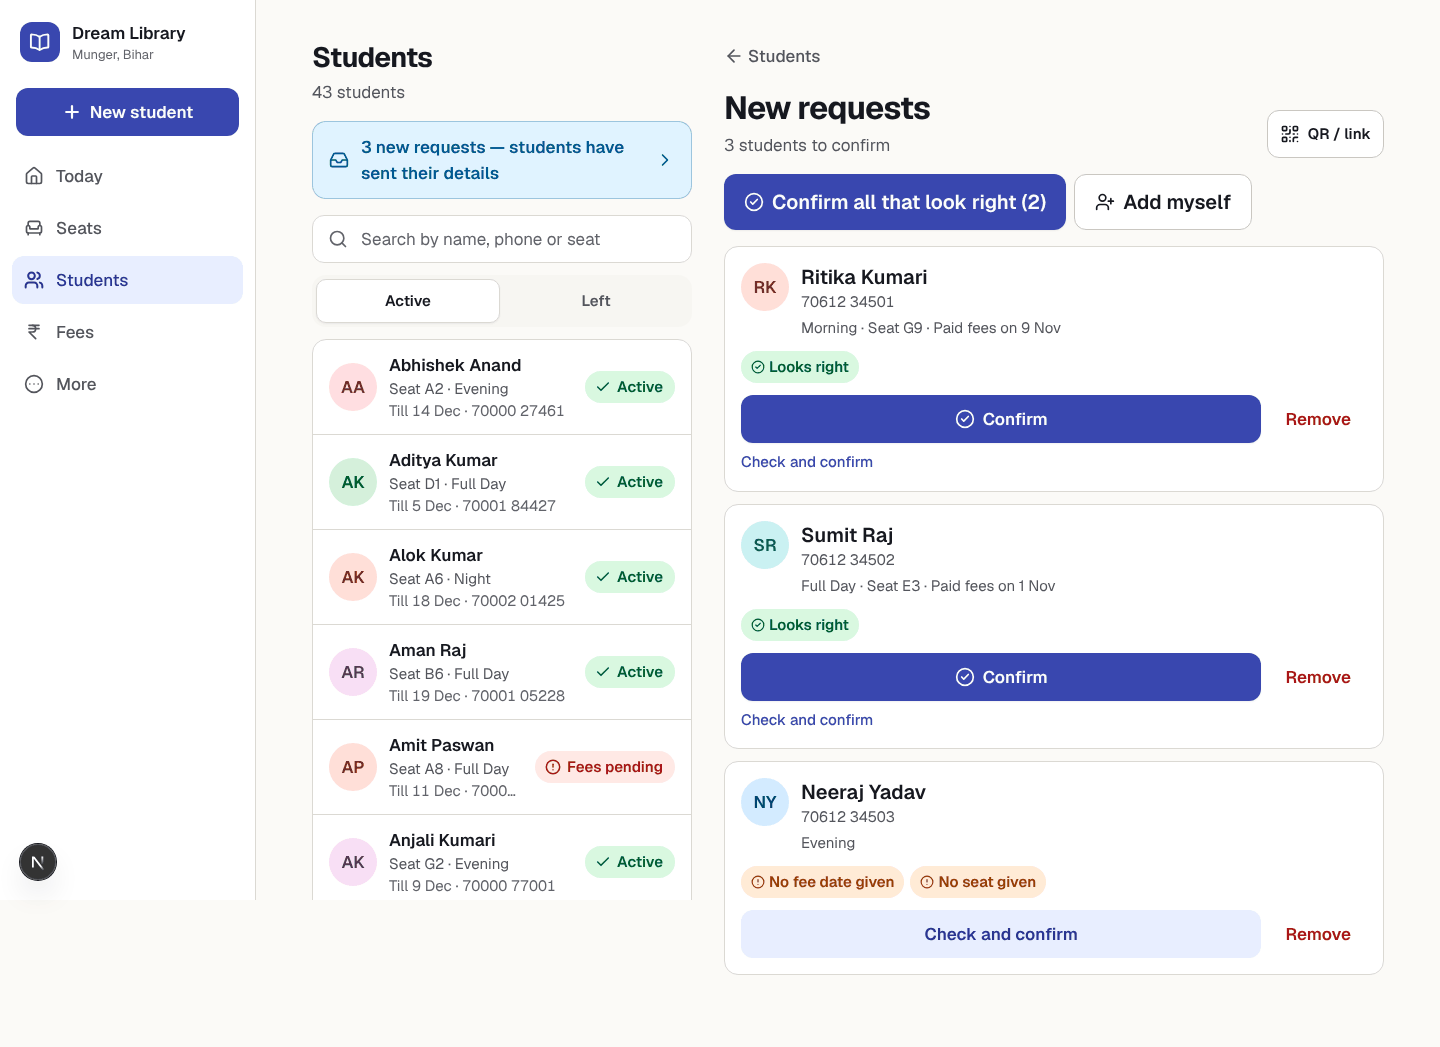 Dream Library
Munger, Bihar
New student
Today
Seats
Students
Fees
More
N
Students
43 students
3 new requests — students have
sent their details
Search by name, phone or seat
Active
Left
AA
Abhishek Anand
Seat A2 · Evening
Till 14 Dec · 70000 27461
Active
AK
Aditya Kumar
Seat D1 · Full Day
Till 5 Dec · 70001 84427
Active
AK
Alok Kumar
Seat A6 · Night
Till 18 Dec · 70002 01425
Active
AR
Aman Raj
Seat B6 · Full Day
Till 19 Dec · 70001 05228
Active
AP
Amit Paswan
Seat A8 · Full Day
Till 11 Dec · 7000...
Fees pending
AK
Anjali Kumari
Seat G2 · Evening
Till 9 Dec · 70000 77001
Active
Students
New requests
3 students to confirm
QR / link
Confirm all that look right (2)
Add myself
RK
Ritika Kumari
70612 34501
Morning · Seat G9 · Paid fees on 9 Nov
Looks right
Confirm
Remove
Check and confirm
SR
Sumit Raj
70612 34502
Full Day · Seat E3 · Paid fees on 1 Nov
Looks right
Confirm
Remove
Check and confirm
NY
Neeraj Yadav
70612 34503
Evening
No fee date given
No seat given
Check and confirm
Remove